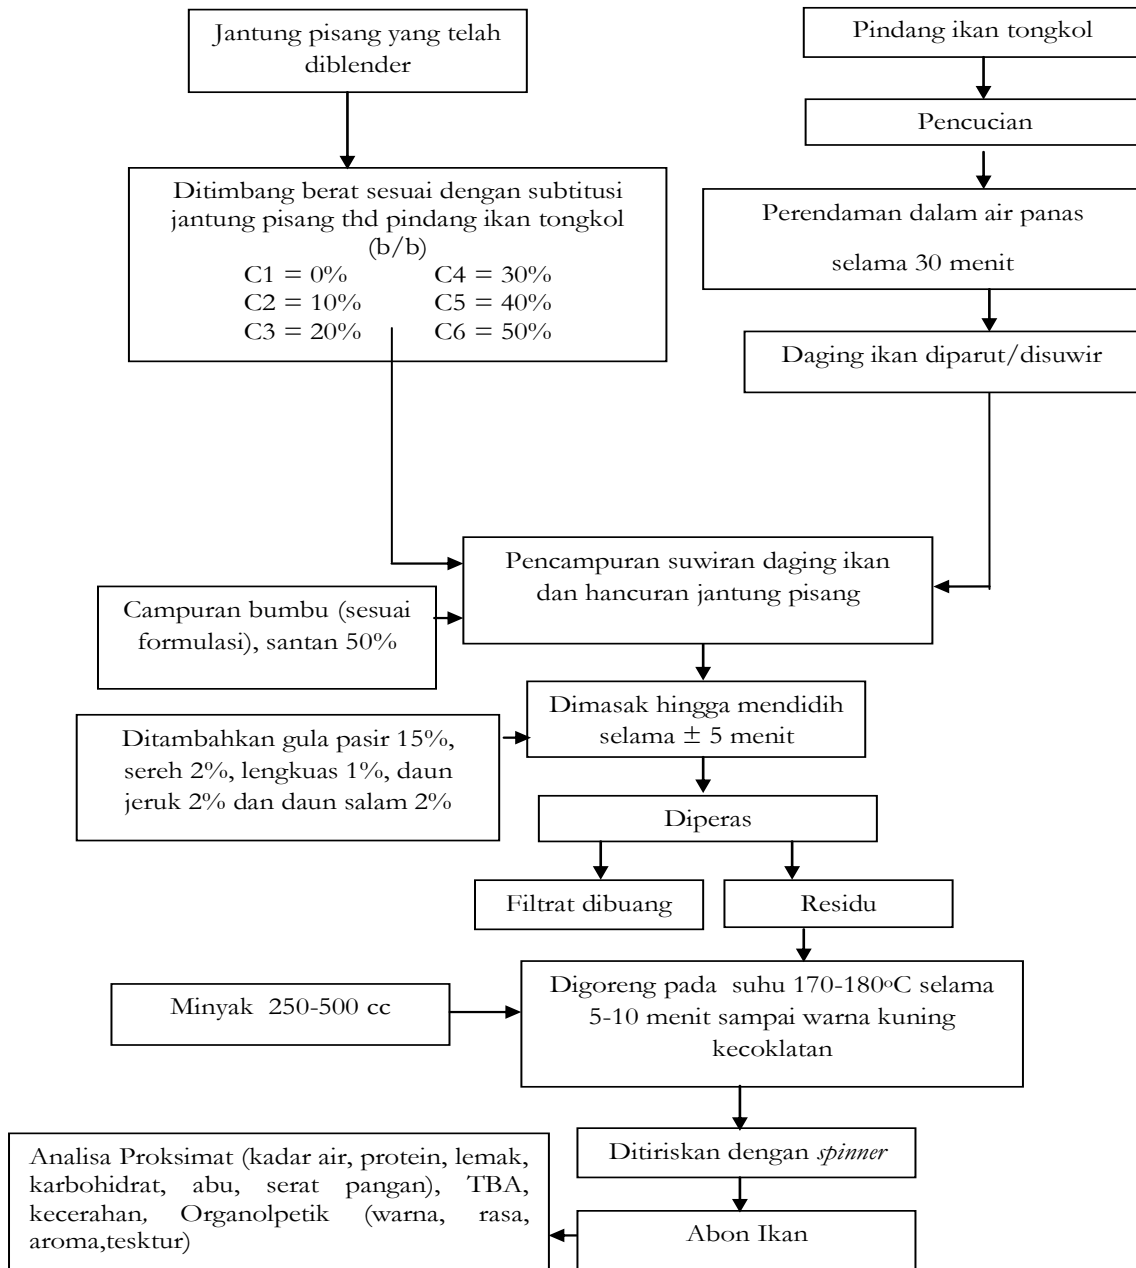 Jantung pisang yang telah
diblender
Pindang ikan tongkol
Pencucian
Ditimbang berat sesuai dengan subtitusi
jantung pisang thd pindang ikan tongkol
(b/b)
C1 = 0% C4 = 30%
C2 = 10% C5 = 40%
C3 = 20% C6 = 50%
Perendaman dalam air panas
selama 30 menit
Daging ikan diparut/disuwir
Pencampuran suwiran daging ikan
dan hancuran jantung pisang
Campuran bumbu (sesuai
formulasi), santan 50%
Dimasak hingga mendidih
selama ± 5 menit
Ditambahkan gula pasir 15%,
sereh 2%, lengkuas 1%, daun
jeruk 2% dan daun salam 2%
Diperas
Filtrat dibuang
Residu
Minyak 250-500 cc
Digoreng pada suhu 170-180ºC selama
5-10 menit sampai warna kuning
kecoklatan
Ditiriskan dengan spinner
Abon Ikan
Analisa Proksimat (kadar air, protein, lemak,
karbohidrat, abu, serat pangan), TBA,
kecerahan, Organolpetik (warna, rasa,
aroma,tesktur)